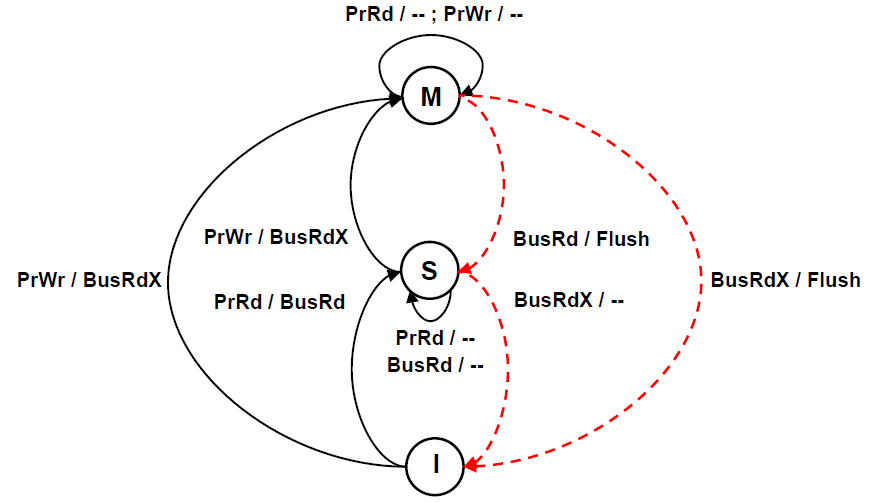 PrRd / -- ; PrWr / --
M
PrWr / BusRdX
BusRd / Flush
S
PrWr / BusRdX
BusRdX / Flush
PrRd / BusRd
BusRdX / --
PrRd / --
BusRd / --
I